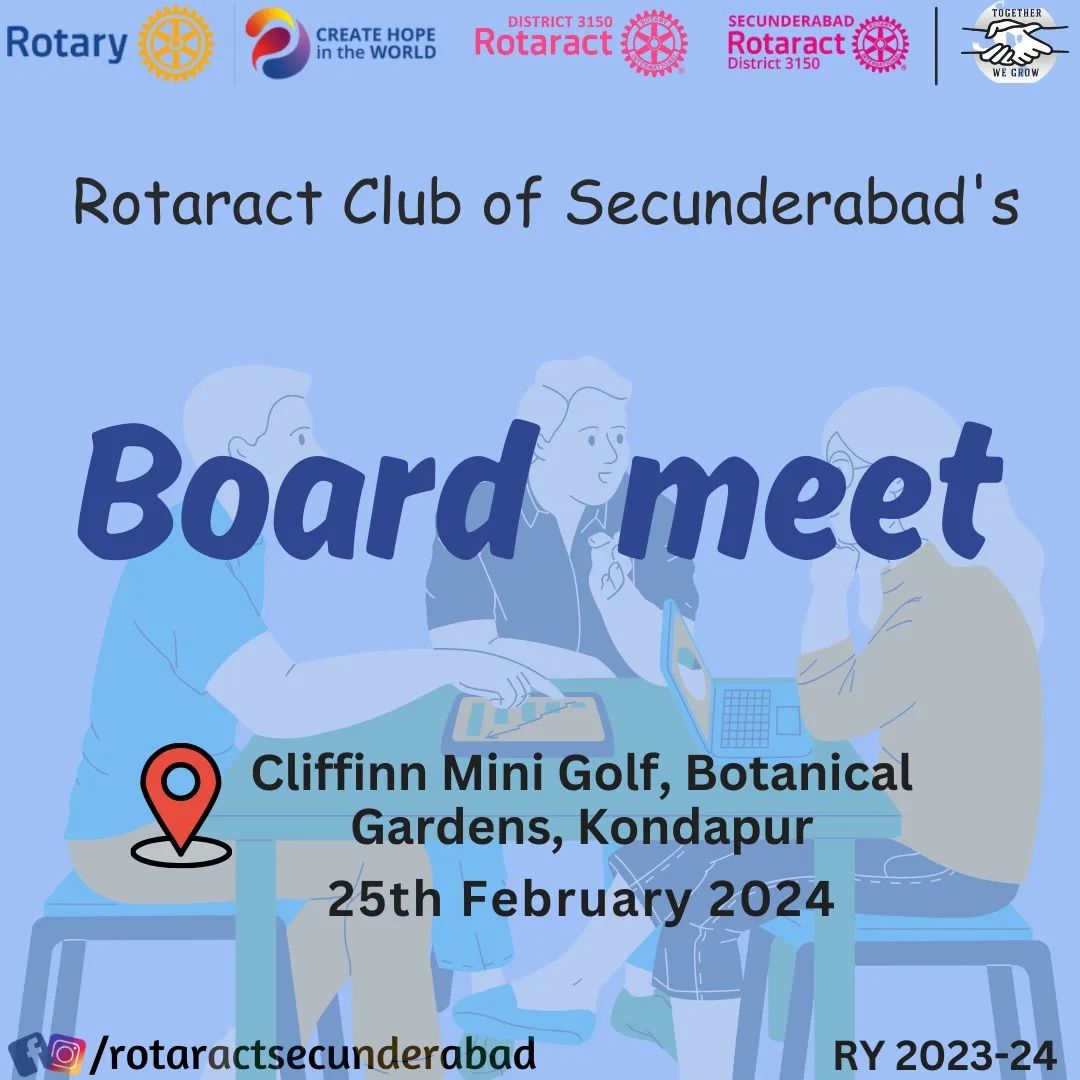 Rotary
CREATE HOPE
in the WORLD
DISTRICT 3150
Rotaract
SECUNDERABAD
Rotaract
District 3150
TOGETHER
WE GROW
Rotaract Club of Secunderabad's
Board meet
Cliffinn Mini Golf, Botanical
Gardens, Kondapur
25th February 2024
/rotaractsecunderabad
RY 2023-24